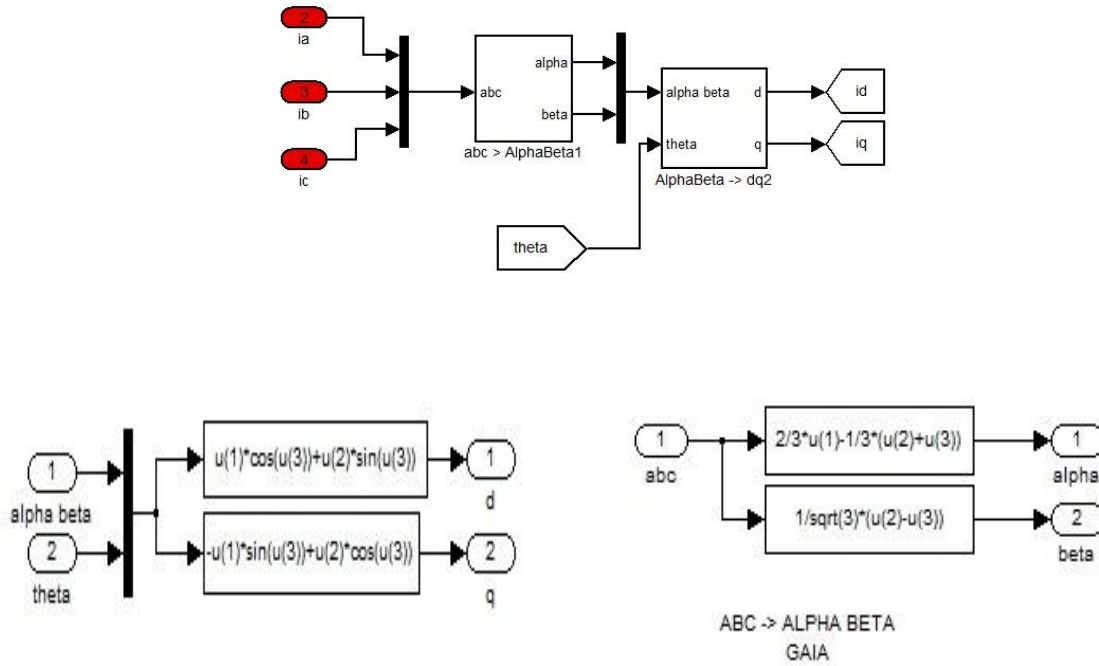 2
ia
3
ib
4
ic
abc
alpha
beta
abc > AlphaBeta1
alpha beta
theta
d
q
AlphaBeta -> dq2
id
iq
theta
1
alpha beta
2
theta
u(1)*cos(u(3))+u(2)*sin(u(3))
-u(1)*sin(u(3))+u(2)*cos(u(3))
1
d
2
q
1
abc
2/3*u(1)-1/3*(u(2)+u(3))
1/sqrt(3)*(u(2)-u(3))
1
alpha
2
beta
ABC -> ALPHA BETA
GAIA